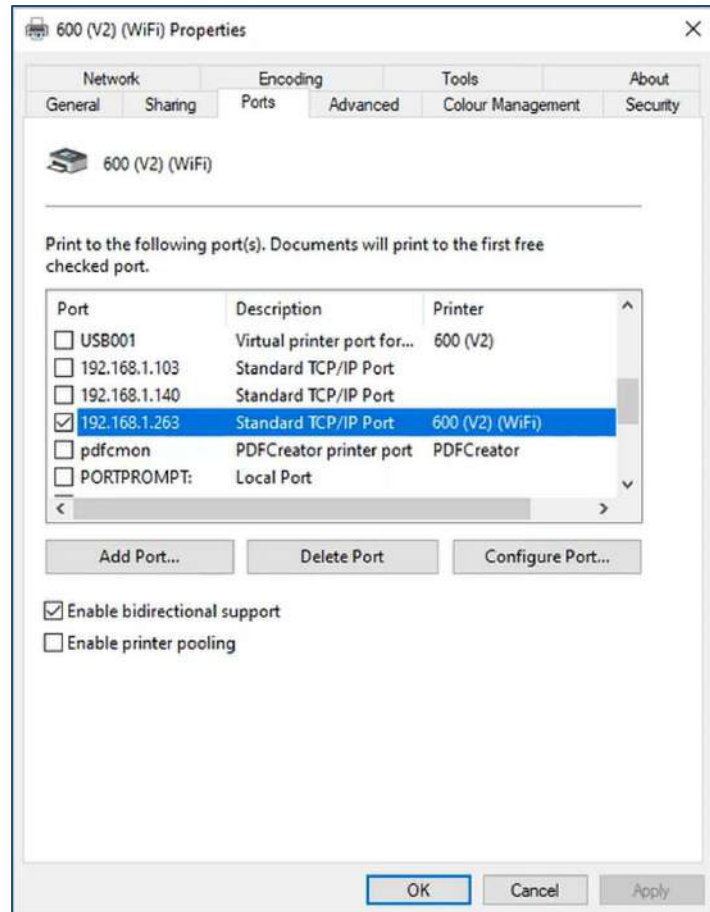 600 (V2) (WiFi) Properties
Network Encoding Tools About
General Sharing Ports Advanced Colour Management Security
600 (V2) (WiFi)
Print to the following port(s). Documents will print to the first free
checked port.
Port Description Printer
USB001 Virtual printer port for... 600 (V2)
192.168.1.103 Standard TCP/IP Port
192.168.1.140 Standard TCP/IP Port
192.168.1.263 Standard TCP/IP Port 600 (V2) (WiFi)
pdfcmon PDFCreator printer port PDFCreator
PORTPROMPT: Local Port
Add Port... Delete Port Configure Port...
Enable bidirectional support
Enable printer pooling
OK Cancel Apply